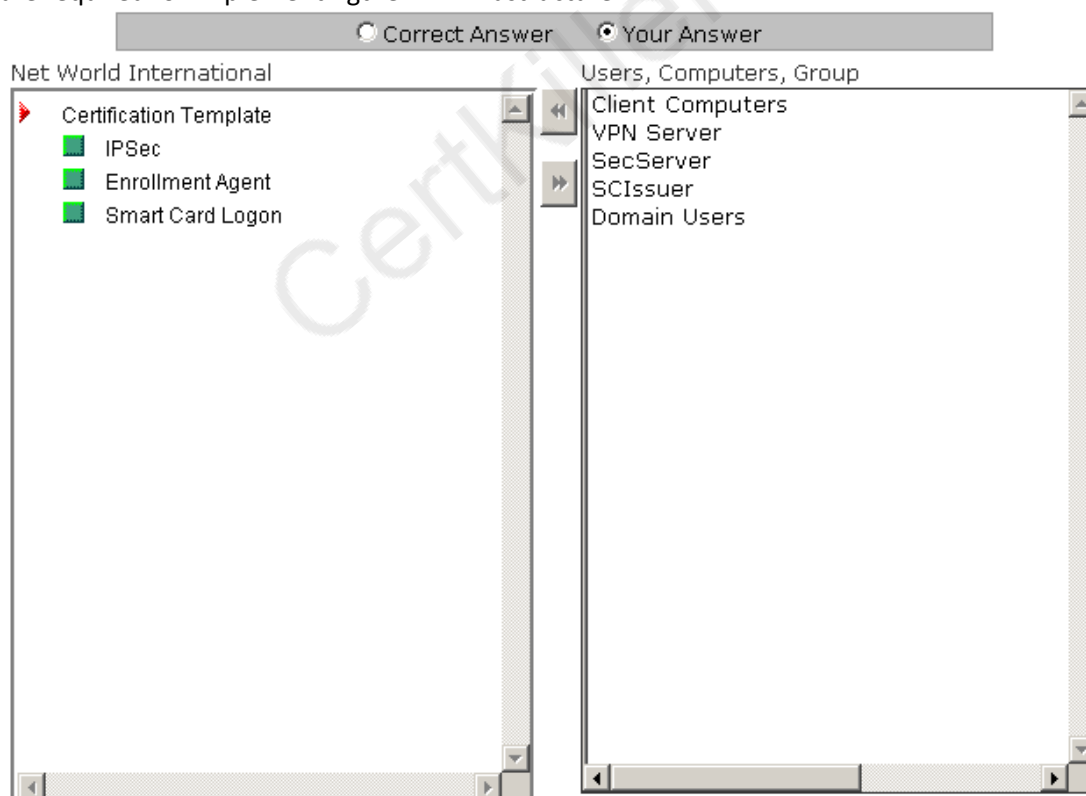 Correct Answer Your Answer
Net World International
Users, Computers, Group
Certification Template
IPSec
Enrollment Agent
Smart Card Logon
Client Computers
VPN Server
SecServer
SCIssuer
Domain Users